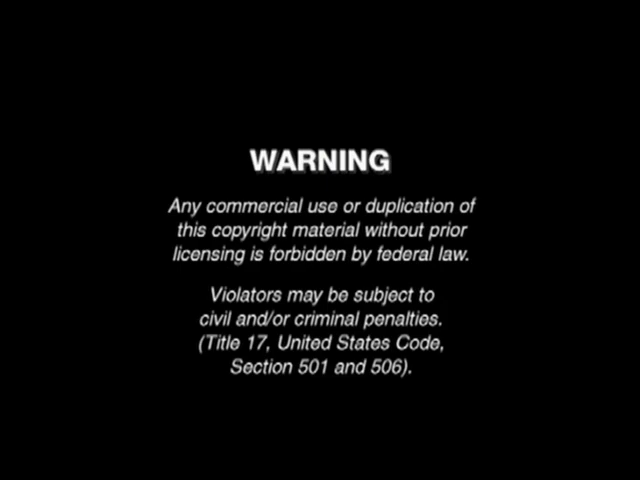 WARNING
Any commercial use or duplication of
this copyright material without prior
licensing is forbidden by federal law.
Violators may be subject to
civil and/or criminal penalties.
(Title 17, United States Code,
Section 501 and 506).